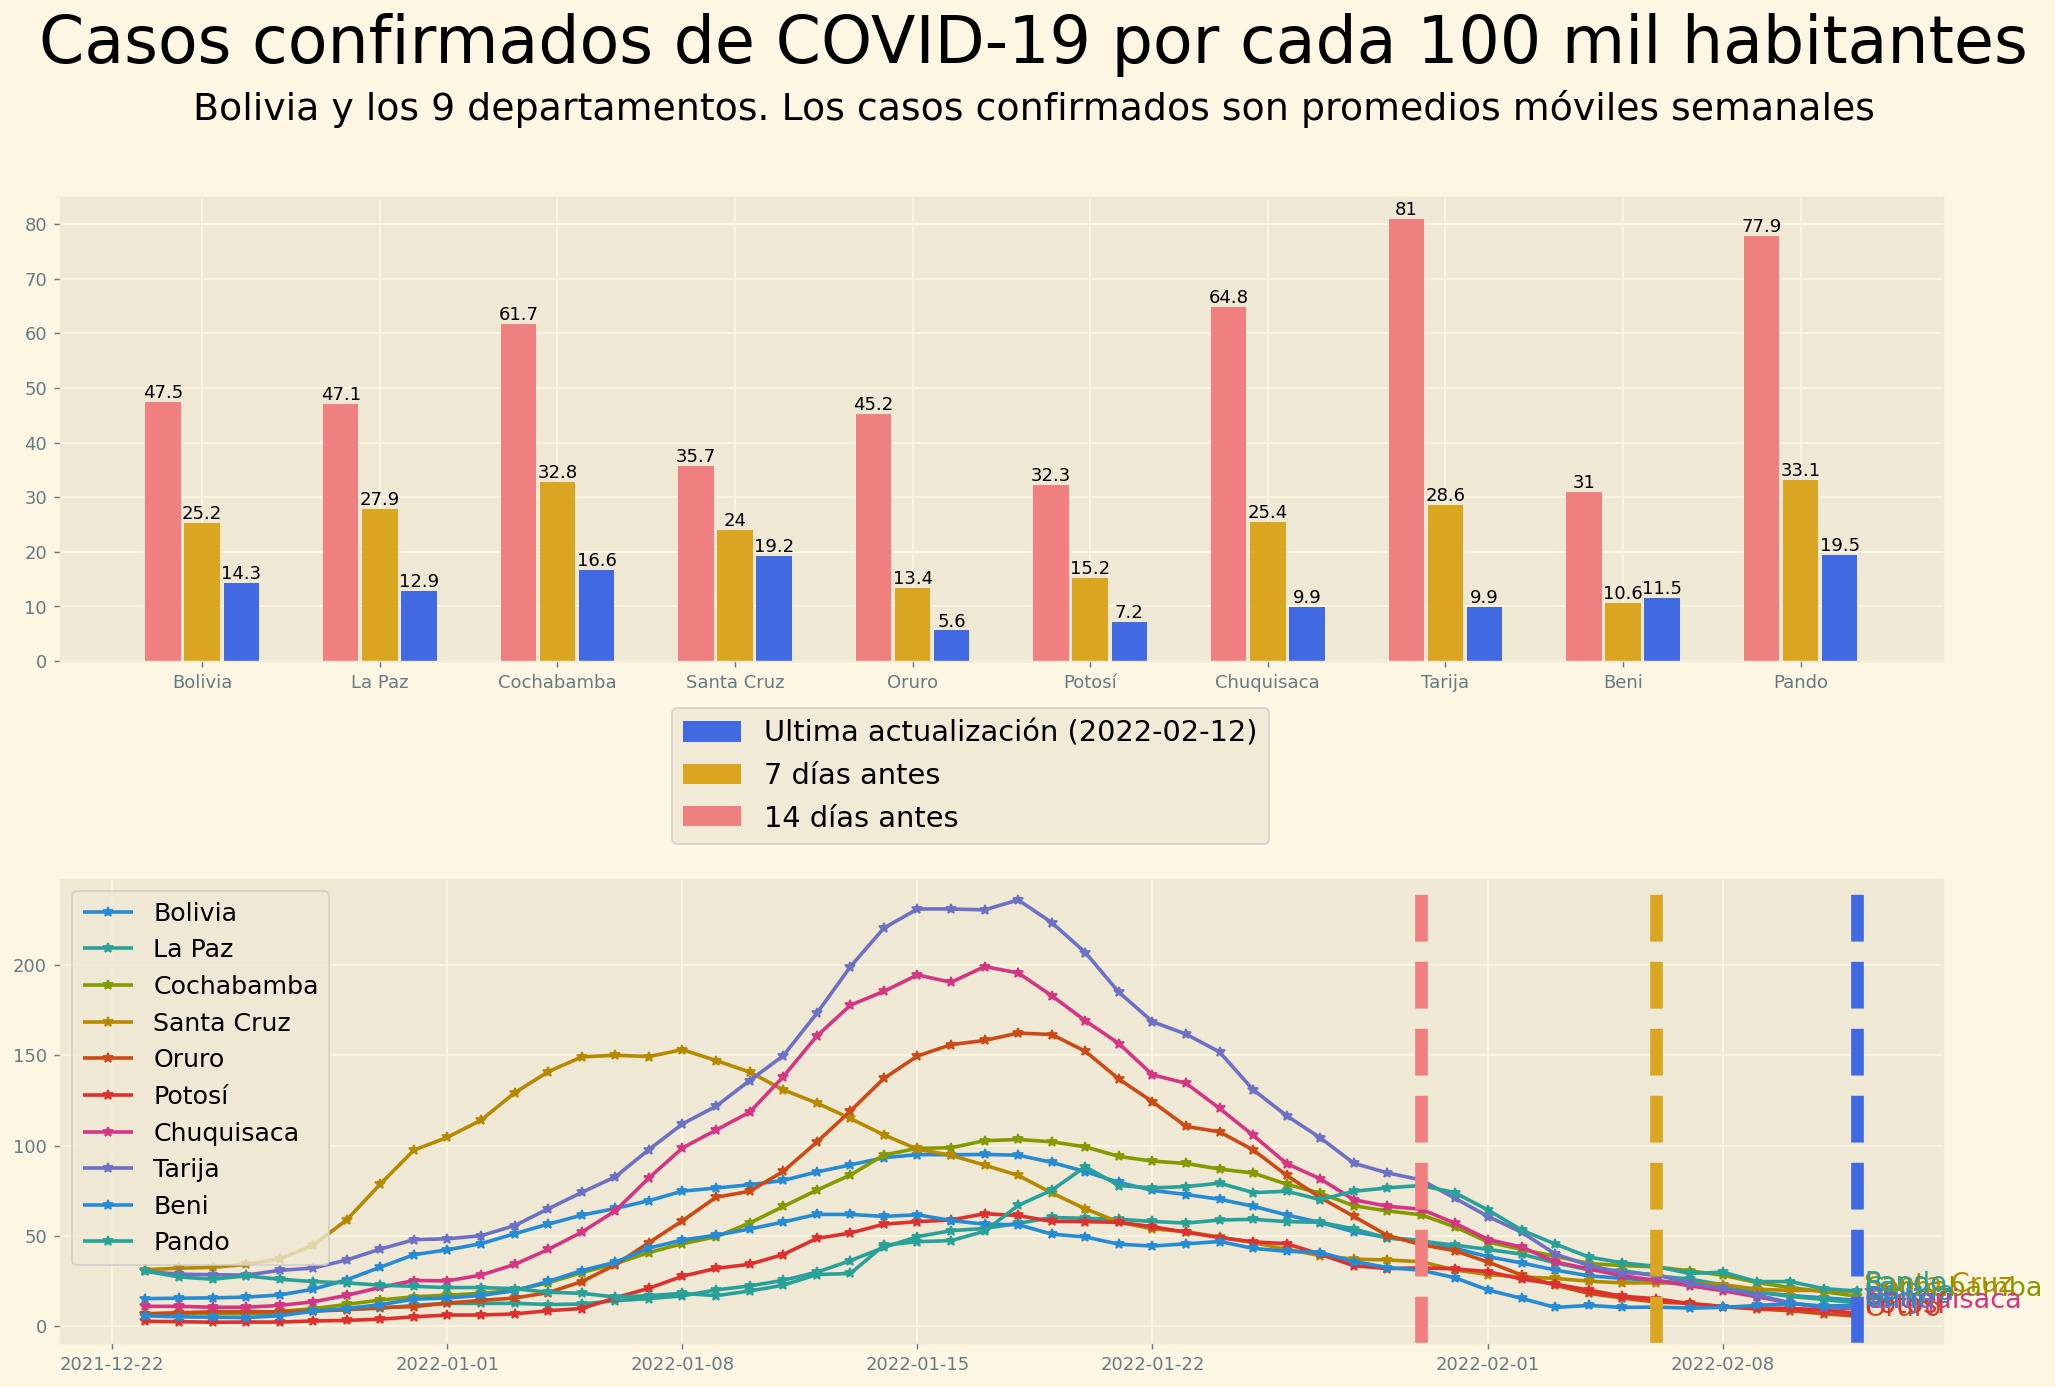 Casos confirmados de COVID-19 por cada 100 mil habitantes
Bolivia y los 9 departamentos. Los casos confirmados son promedios móviles semanales
80
70
60
50
40
30
20
10
0
47.5 25.2 14.3
47.1 27.9 12.9
61.7 32.8 16.6
35.7 24 19.2
45.2 13.4 5.6
32.3 15.2 7.2
64.8 25.4 9.9
81 28.6 9.9
31 10.6 11.5
77.9 33.1 19.5
Bolivia La Paz Cochabamba Santa Cruz Oruro Potosí Chuquisaca Tarija Beni Pando
Ultima actualización (2022-02-12)
7 días antes
14 días antes
200
150
100
50
0
Bolivia
La Paz
Cochabamba
Santa Cruz
Oruro
Potosí
Chuquisaca
Tarija
Beni
Pando
Pando
Santa Cruz
Cochabamba
Chuquisaca
Oruro
2021-12-22 2022-01-01 2022-01-08 2022-01-15 2022-01-22 2022-02-01 2022-02-08